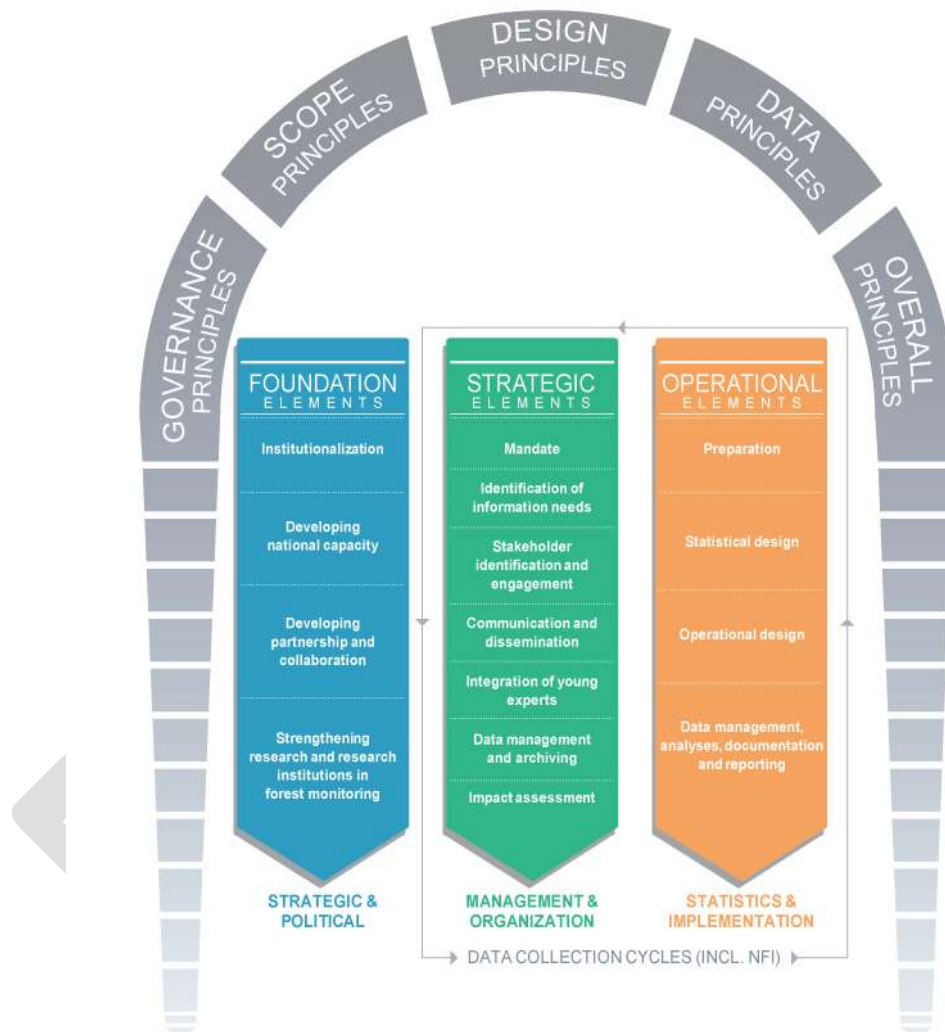 GOVERNANCE
PRINCIPLES
SCOPE
PRINCIPLES
DESIGN
PRINCIPLES
DATA
PRINCIPLES
OVERALL
PRINCIPLES
FOUNDATION
ELEMENTS
Institutionalization
Developing
national capacity
Developing
partnership and
collaboration
Strengthening
research and research
institutions in
forest monitoring
STRATEGIC &
POLITICAL
STRATEGIC
ELEMENTS
Mandate
Identification of
information needs
Stakeholder
identification and
engagement
Communication and
dissemination
Integration of young
experts
Data management
and archiving
Impact assessment
MANAGEMENT &
ORGANIZATION
OPERATIONAL
ELEMENTS
Preparation
Statistical design
Operational design
Data management,
analyses, documentation
and reporting
STATISTICS &
IMPLEMENTATION
DATA COLLECTION CYCLES (INCL. NFI)